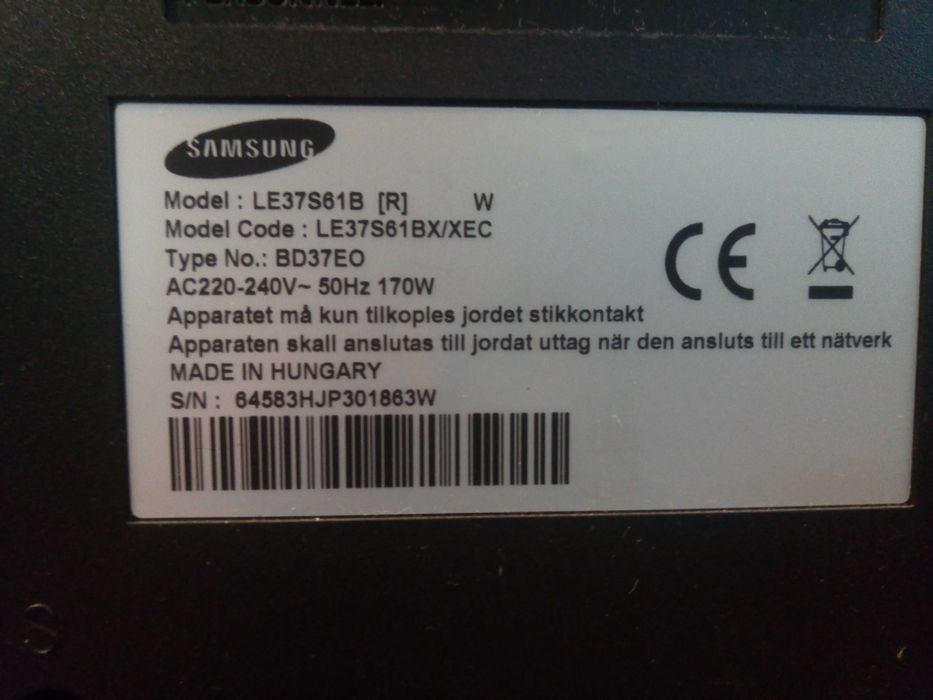 SAMSUNG
Model : LE37S61B [R] W
Model Code : LE37S61BX/XEC
Type No.: BD37EO
AC220-240V~ 50Hz 170W
Apparatet må kun tilkoples jordet stikkontakt
Apparaten skall anslutas till jordat uttag när den ansluts till ett nätverk
MADE IN HUNGARY
S/N : 64583HJP301863W
CE